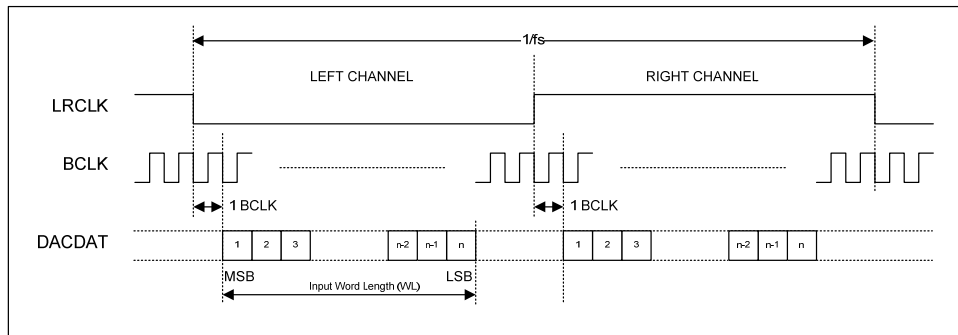 1/fs
LEFT CHANNEL RIGHT CHANNEL
LRCLK
BCLK
1 BCLK 1 BCLK
DACDAT 1 2 3 n-2 n-1 n 1 2 3 n-2 n-1 n
MSB LSB
Input Word Length (WL)